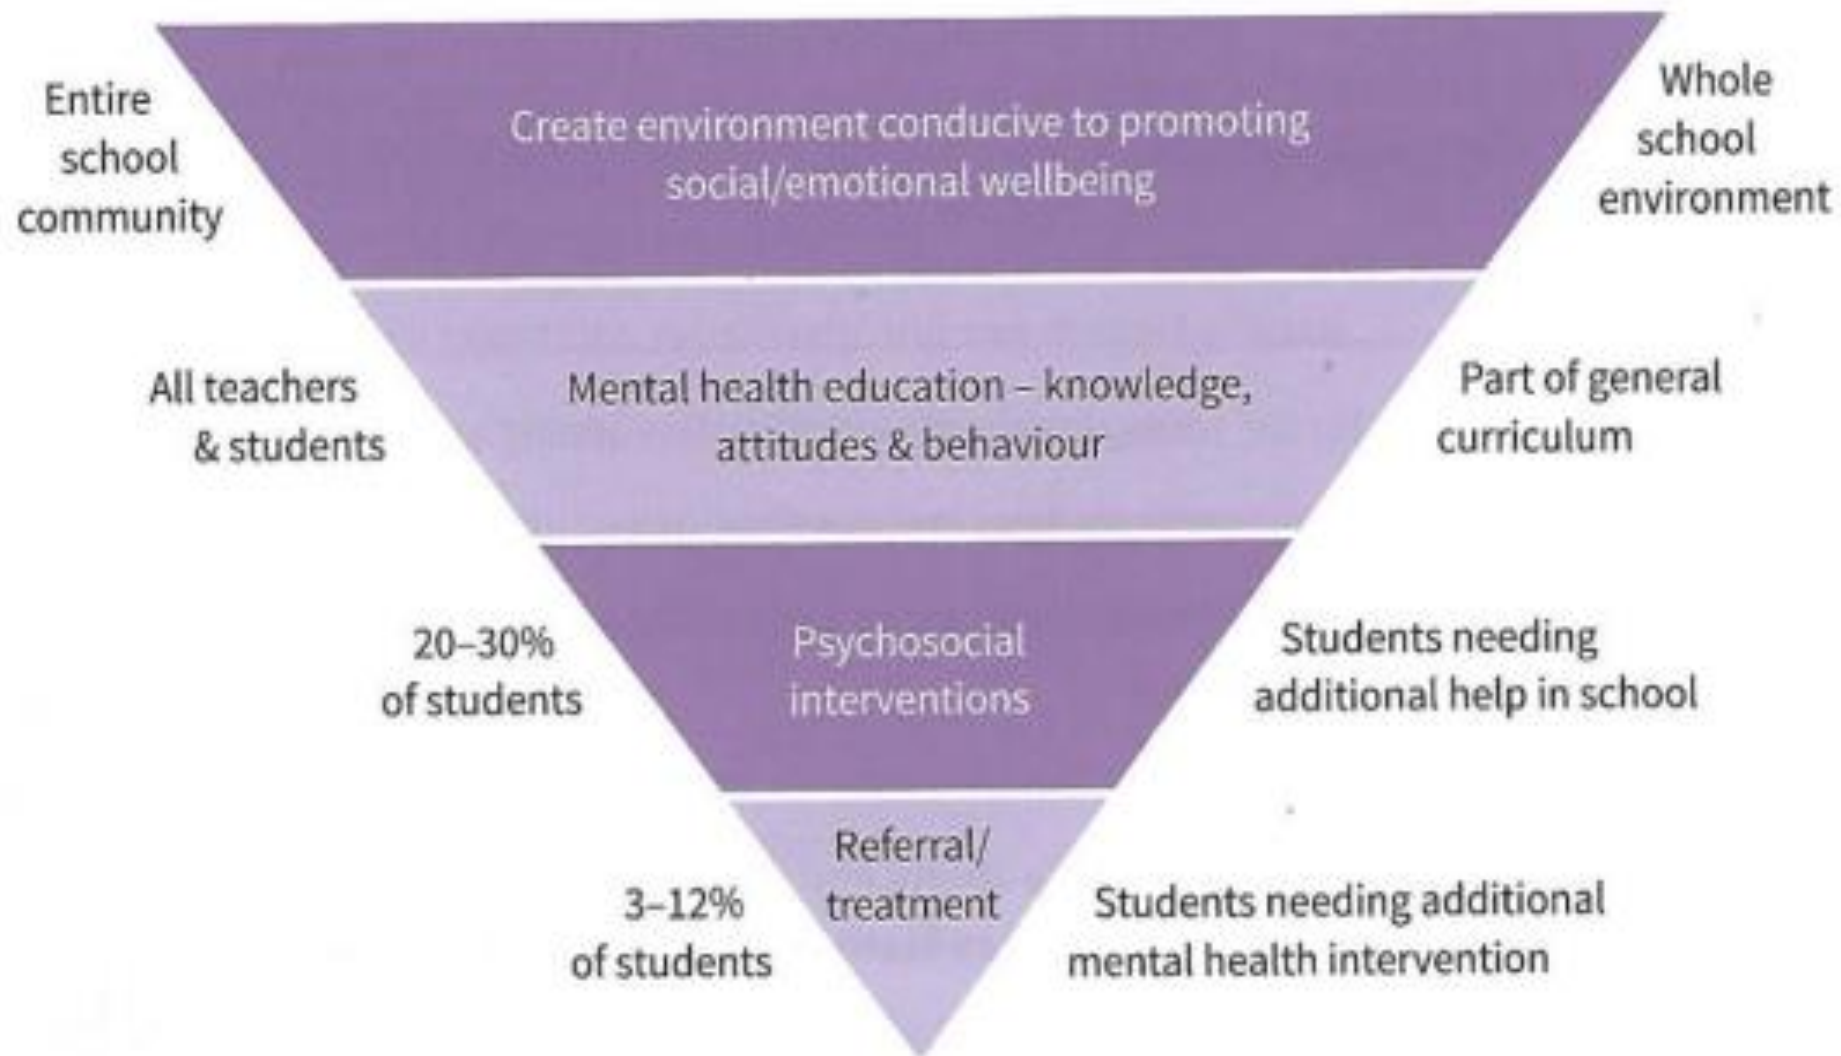 Entire
school
community
Create environment conducive to promoting
social/emotional wellbeing
Whole
school
environment
All teachers
& students
Mental health education – knowledge,
attitudes & behaviour
Part of general
curriculum
20–30%
of students
Psychosocial
interventions
Students needing
additional help in school
3–12%
of students
Referral/
treatment
Students needing additional
mental health intervention